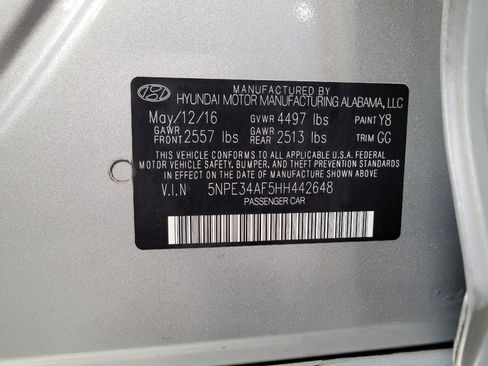 MANUFACTURED BY
HYUNDAI MOTOR MANUFACTURING ALABAMA, LLC
May/12/16 GVWR 4497 lbs PAINT Y8
GAWR FRONT 2557 lbs GAWR REAR 2513 lbs TRIM GG
THIS VEHICLE CONFORMS TO ALL APPLICABLE U.S.A. FEDERAL
MOTOR VEHICLE SAFETY, BUMPER, AND THEFT PREVENTION STANDARDS
IN EFFECT ON THE DATE OF MANUFACTURE SHOWN ABOVE.
V.I.N 5NPE34AF5HH442648
PASSENGER CAR